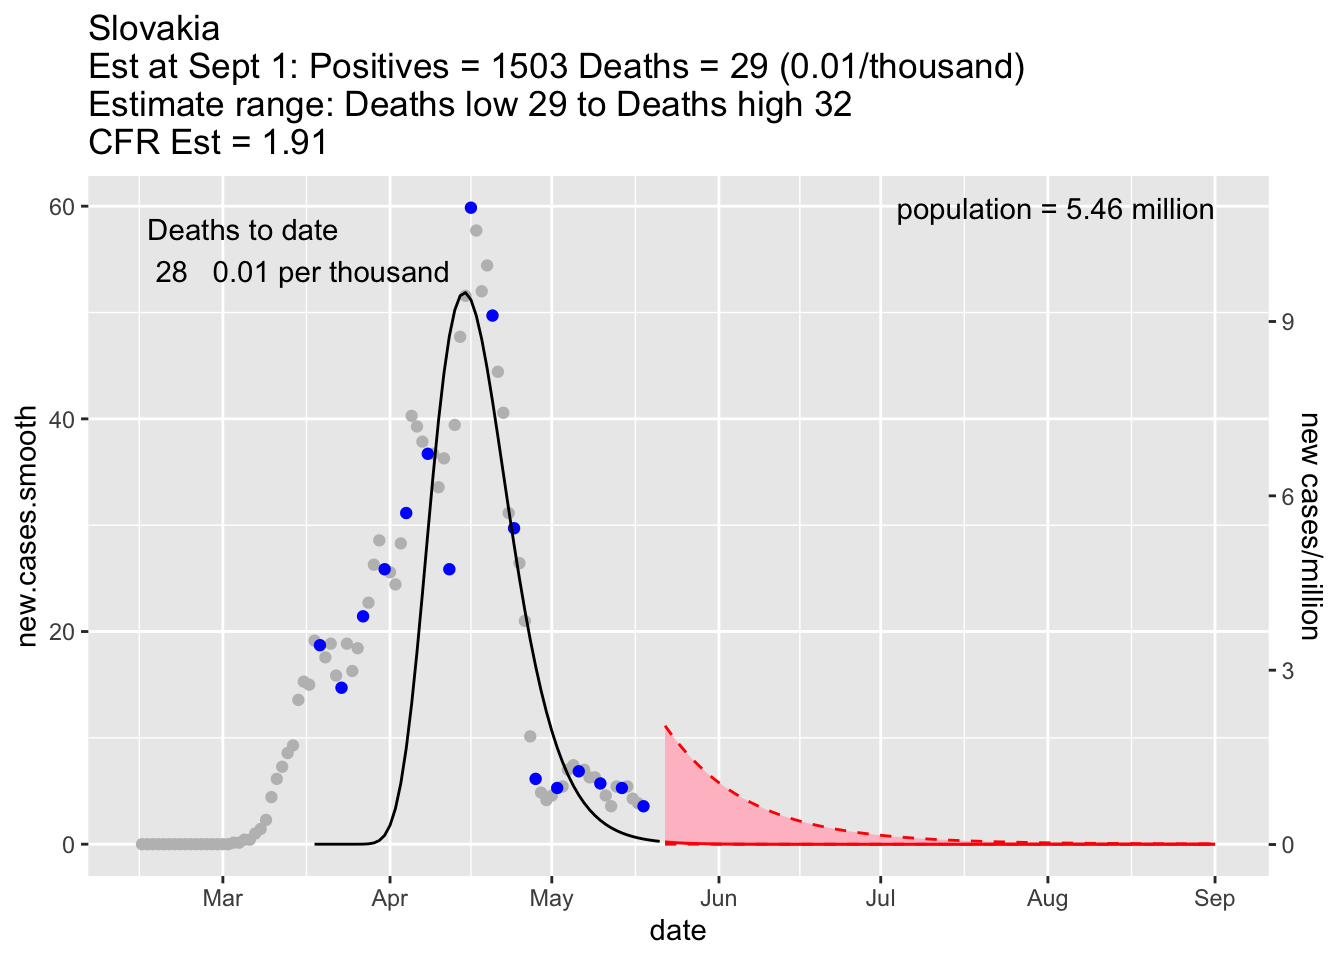 Slovakia
Est at Sept 1: Positives = 1503 Deaths = 29 (0.01/thousand)
Estimate range: Deaths low 29 to Deaths high 32
CFR Est = 1.91
Deaths to date
28 0.01 per thousand
population = 5.46 million
60
40
20
0
new.cases.smooth
9
6
3
0
new cases/million
Mar Apr May Jun Jul Aug Sep
date